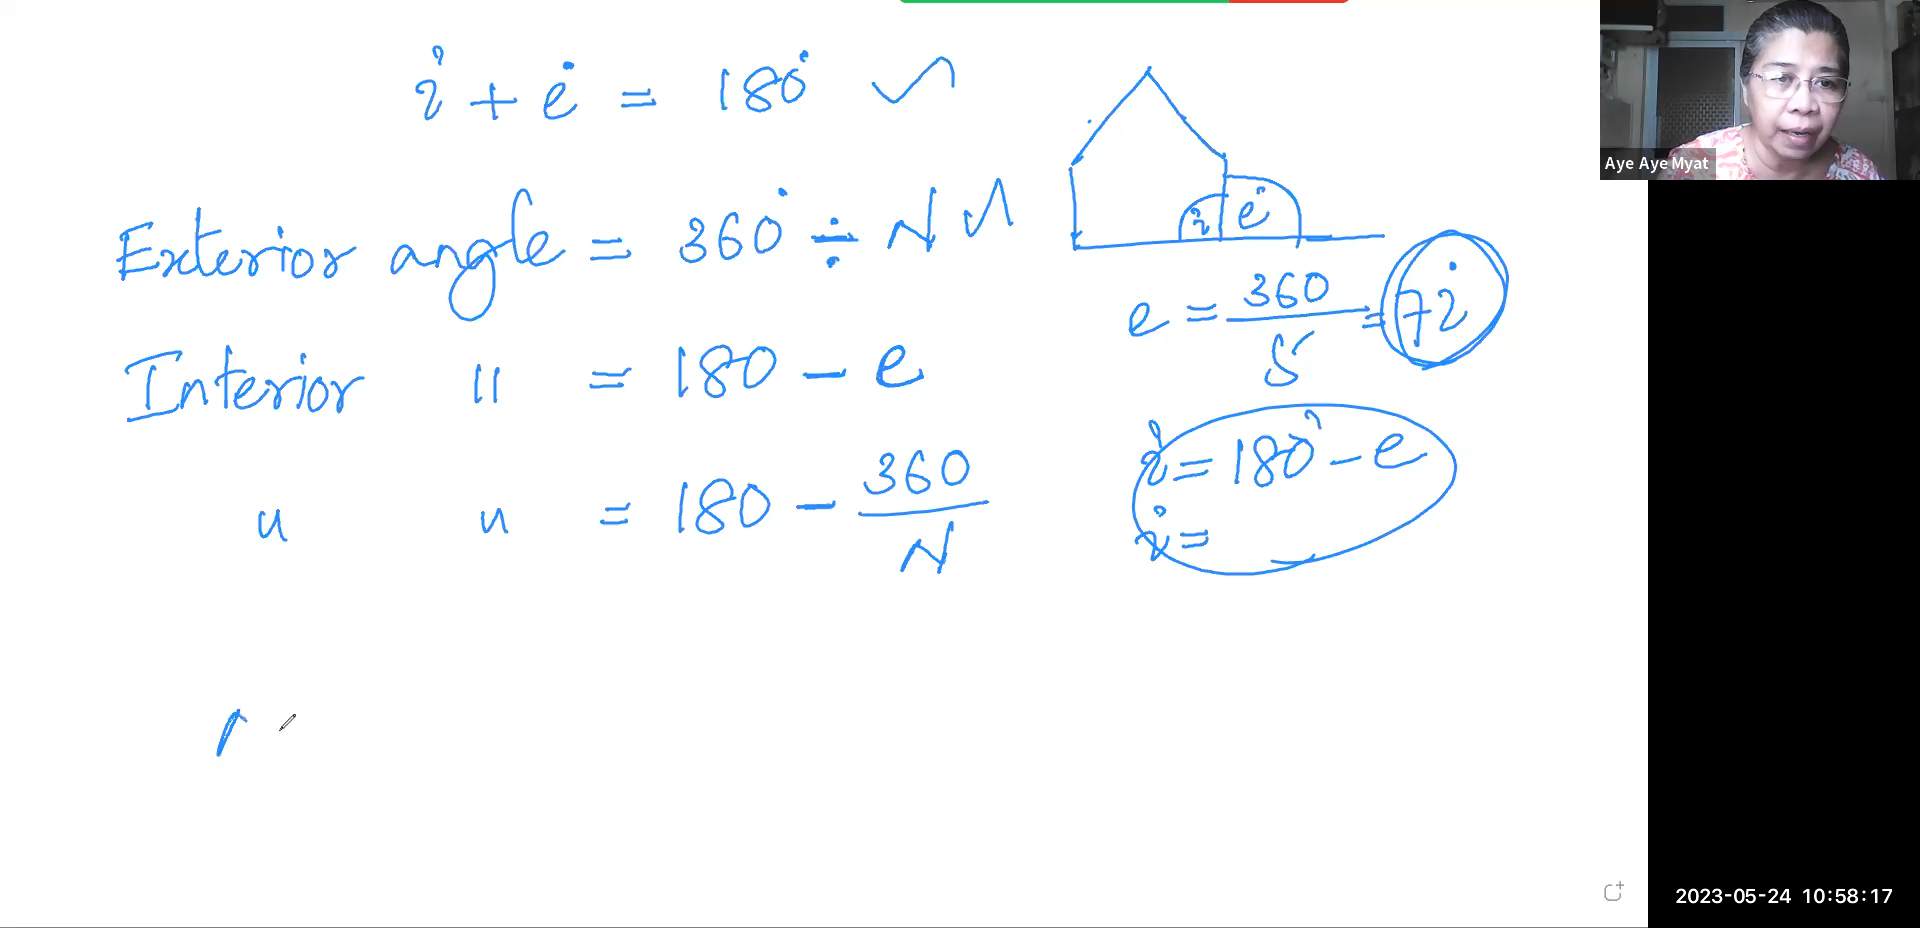 i + e = 180°
Exterior angle = 360° ÷ N
Interior " = 180 - e
" " = 180 - 360/N
i e
e = 360/5 = 72°
i = 180° - e
i =
Aye Aye Myat
2023-05-24 10:58:17